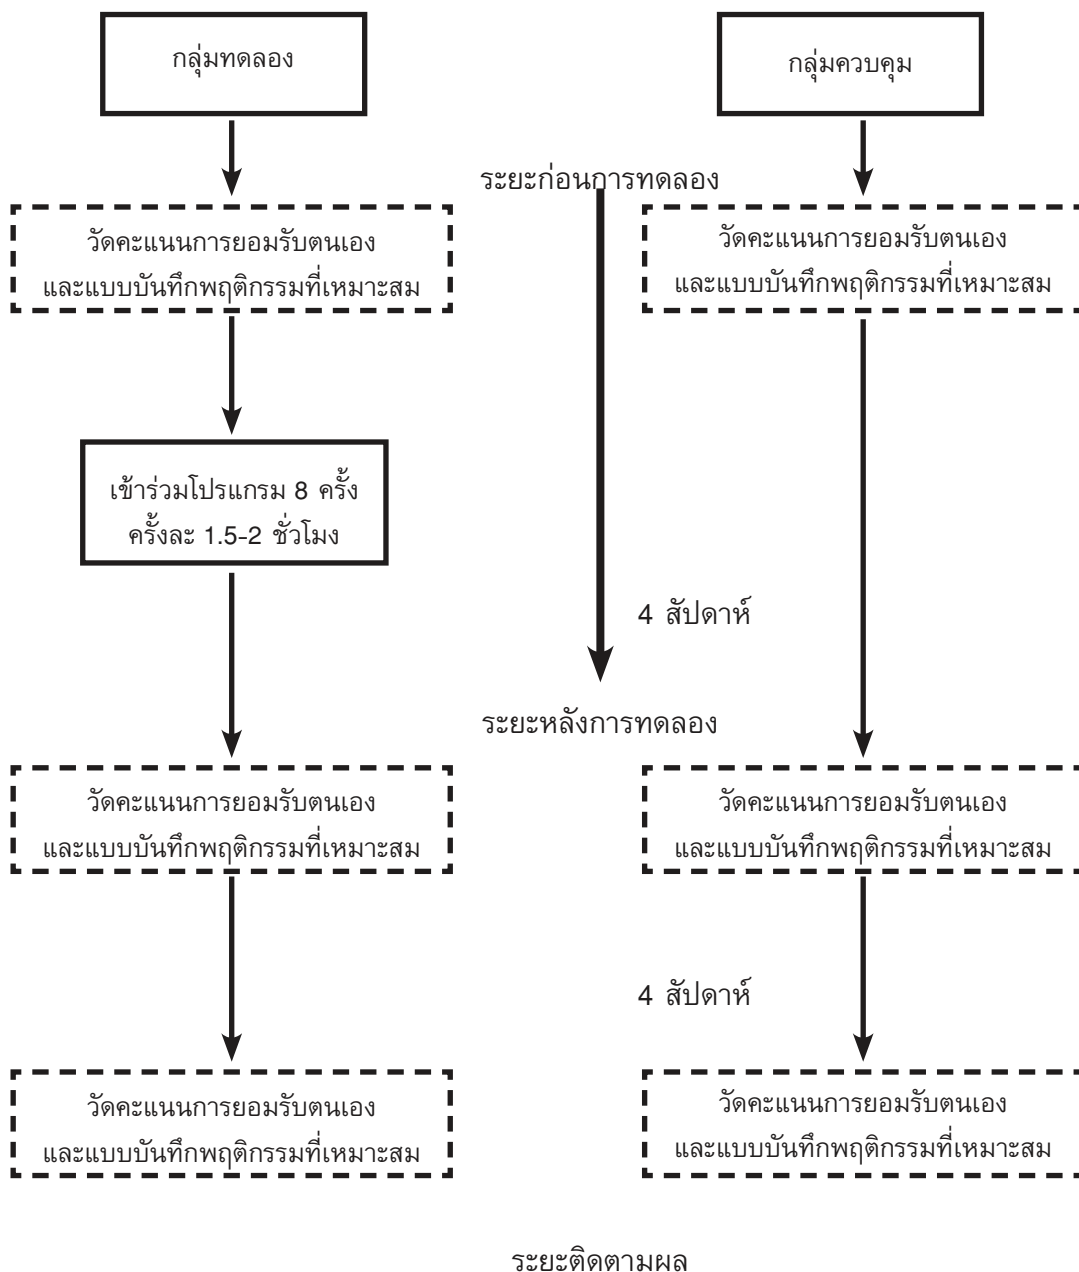 กลุ่มทดลอง
กลุ่มควบคุม
ระยะก่อนการทดลอง
วัดคะแนนการยอมรับตนเอง
และแบบบันทึกพฤติกรรมที่เหมาะสม
วัดคะแนนการยอมรับตนเอง
และแบบบันทึกพฤติกรรมที่เหมาะสม
เข้าร่วมโปรแกรม 8 ครั้ง
ครั้งละ 1.5-2 ชั่วโมง
4 สัปดาห์
ระยะหลังการทดลอง
วัดคะแนนการยอมรับตนเอง
และแบบบันทึกพฤติกรรมที่เหมาะสม
วัดคะแนนการยอมรับตนเอง
และแบบบันทึกพฤติกรรมที่เหมาะสม
4 สัปดาห์
วัดคะแนนการยอมรับตนเอง
และแบบบันทึกพฤติกรรมที่เหมาะสม
วัดคะแนนการยอมรับตนเอง
และแบบบันทึกพฤติกรรมที่เหมาะสม
ระยะติดตามผล